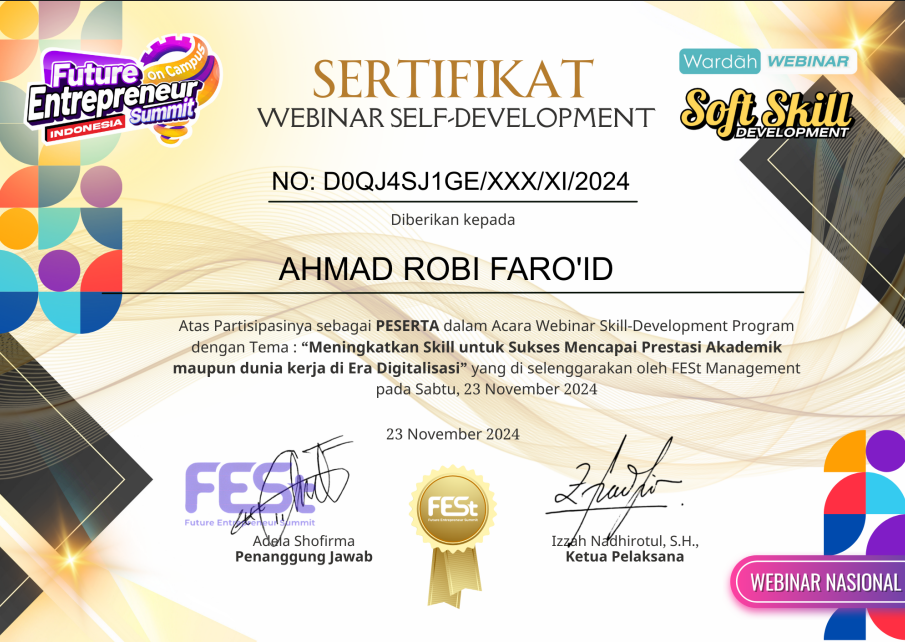 Future
on Campus
Entrepreneur
Summit
INDONESIA
SERTIFIKAT
WEBINAR SELF-DEVELOPMENT
Wardah WEBINAR
Soft Skill
DEVELOPMENT
NO: D0QJ4SJ1GE/XXX/XI/2024
Diberikan kepada
AHMAD ROBI FARO'ID
Atas Partisipasinya sebagai PESERTA dalam Acara Webinar Skill-Development Program
dengan Tema : “Meningkatkan Skill untuk Sukses Mencapai Prestasi Akademik
maupun dunia kerja di Era Digitalisasi” yang di selenggarakan oleh FESt Management
pada Sabtu, 23 November 2024
23 November 2024
FESt
Future Entrepreneur Summit
Adela Shofirma
Penanggung Jawab
FESt
Future Entrepreneur Summit
Izzah Nadhirotul, S.H.,
Ketua Pelaksana
WEBINAR NASIONAL